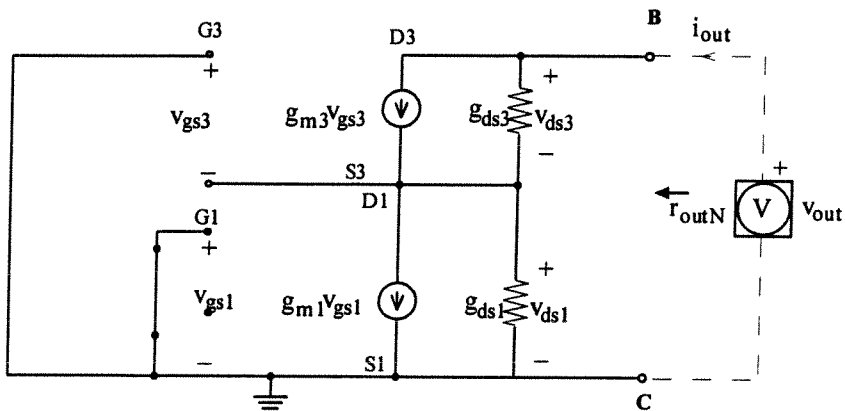 B
i_out
G3
D3
+
+
v_gs3
g_m3v_gs3
g_ds3
v_ds3
−
−
S3
D1
G1
+
+
r_outN
V
v_out
+
v_gs1
g_m1v_gs1
g_ds1
v_ds1
−
−
S1
C